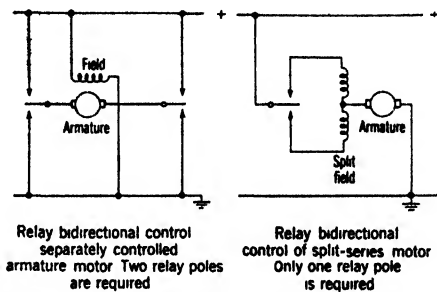 +
+
Field
Armature
Armature
Split
field
Relay bidirectional control
separately controlled
armature motor Two relay poles
are required
Relay bidirectional
control of split-series motor
Only one relay pole
is required